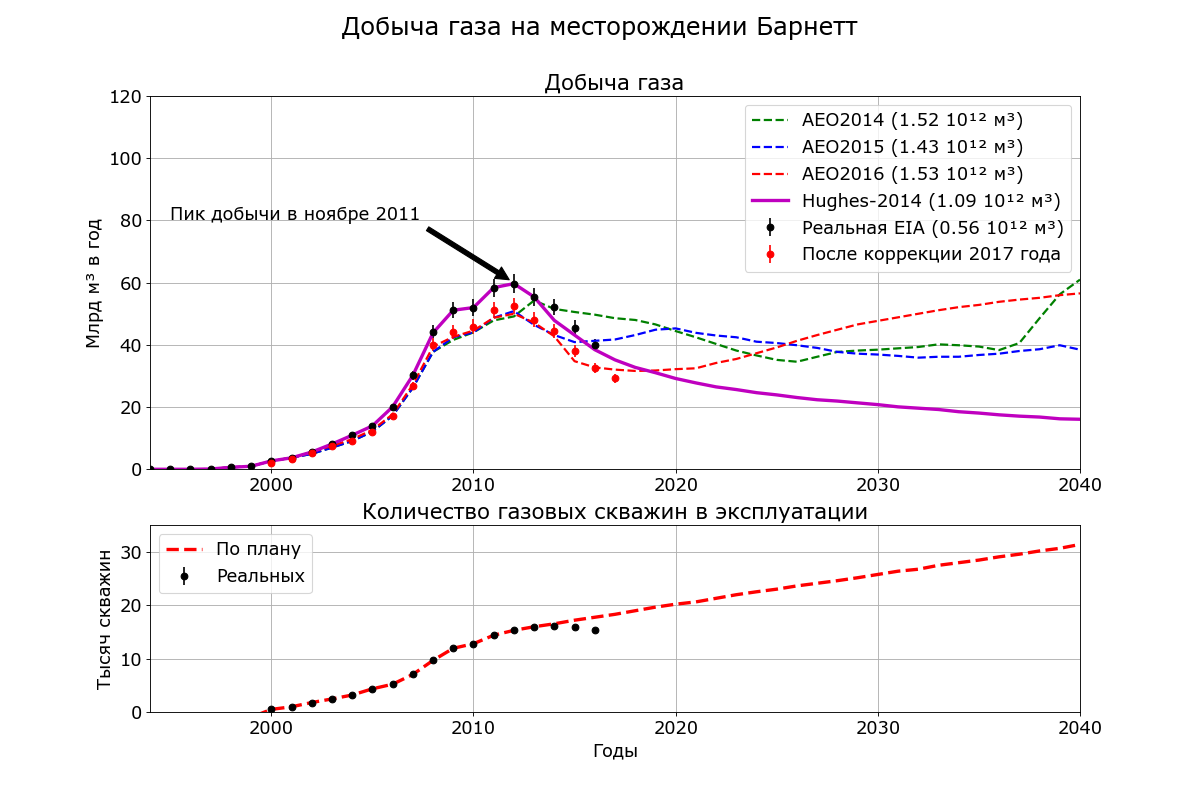 Добыча газа на месторождении Барнетт
Добыча газа
120
100
80
60
40
20
0
Млрд м³ в год
Пик добычи в ноябре 2011
AEO2014 (1.52 10¹² м³)
AEO2015 (1.43 10¹² м³)
AEO2016 (1.53 10¹² м³)
Hughes-2014 (1.09 10¹² м³)
Реальная EIA (0.56 10¹² м³)
После коррекции 2017 года
2000 2010 2020 2030 2040
Количество газовых скважин в эксплуатации
30
20
10
0
Тысяч скважин
По плану
Реальных
2000 2010 2020 2030 2040
Годы